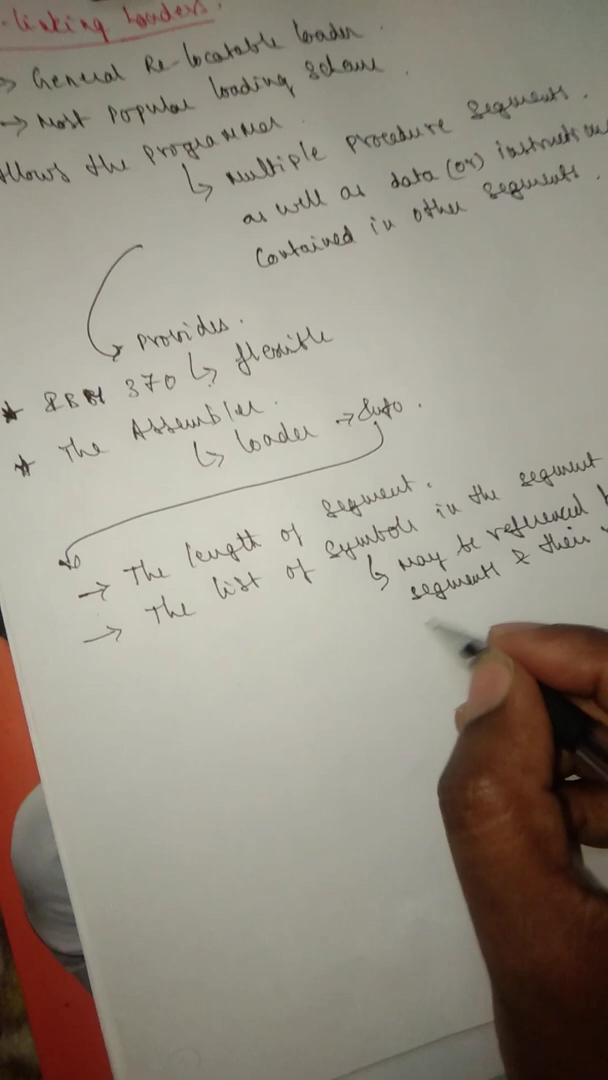 -linking Loaders.
→ General Re-locatable loader.
→ Most Popular loading scheme.
allows the programmer
↳ Multiple procedure segments.
as well as data (or) instructions
Contained in other segments.
Provides.
* IBM 370 ↳ flexible
* The Assembler.
↳ loader → Info.
→ The length of segment.
→ The list of symbols in the segment
↳ may be referenced
segments & their